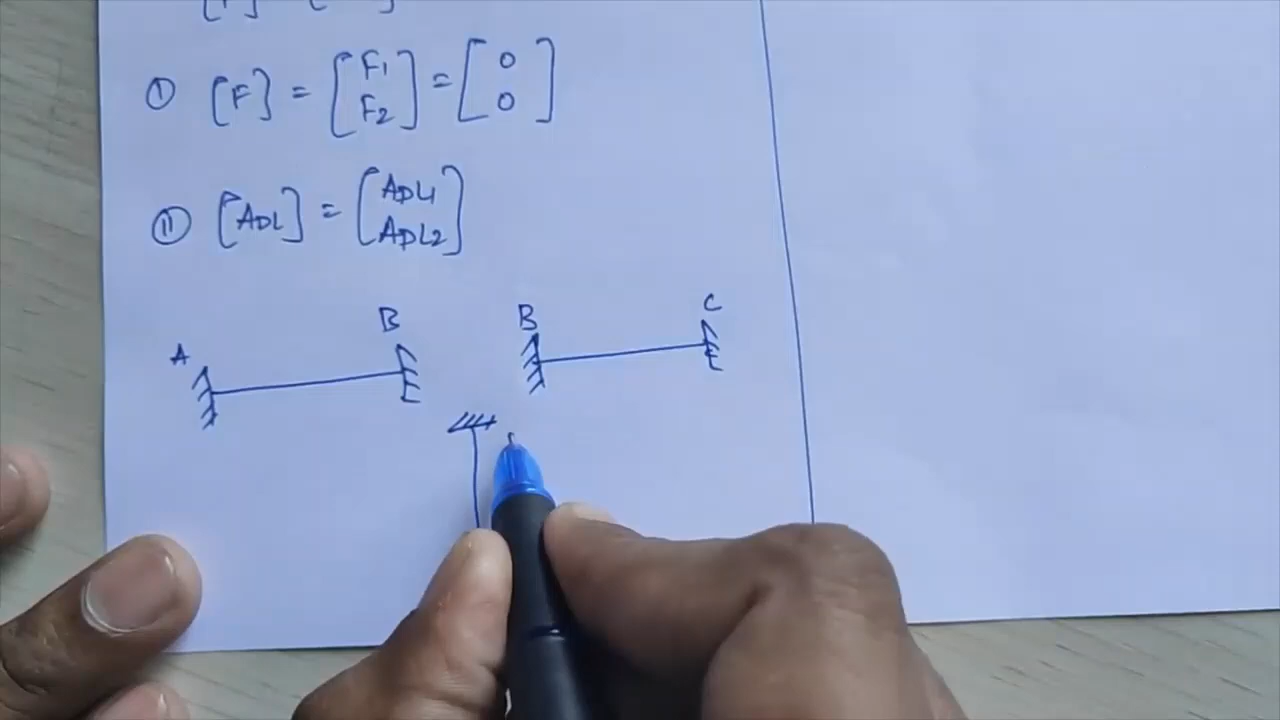 ① [F] = [F1 F2] = [0 0]
② [ADL] = [ADL1 ADL2]
A B B C